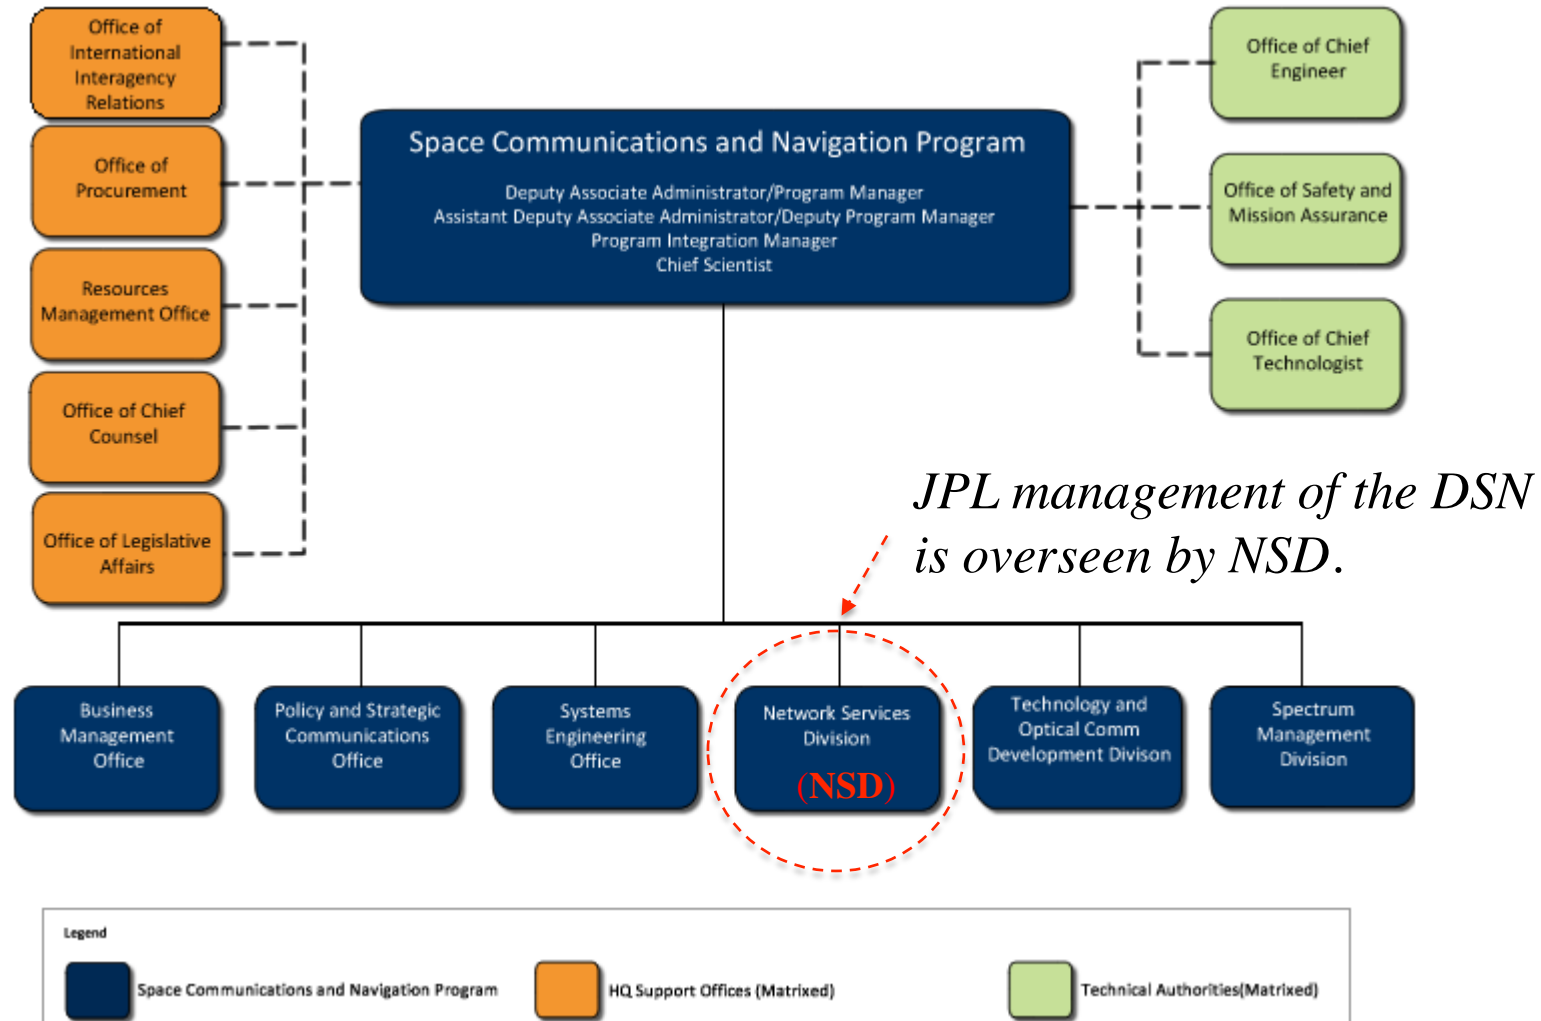 Office of
International
Interagency
Relations
Office of
Procurement
Resources
Management Office
Office of Chief
Counsel
Office of Legislative
Affairs
Space Communications and Navigation Program
Deputy Associate Administrator/Program Manager
Assistant Deputy Associate Administrator/Deputy Program Manager
Program Integration Manager
Chief Scientist
Office of Chief
Engineer
Office of Safety and
Mission Assurance
Office of Chief
Technologist
JPL management of the DSN
is overseen by NSD.
Business
Management
Office
Policy and Strategic
Communications
Office
Systems
Engineering
Office
Network Services
Division
(NSD)
Technology and
Optical Comm
Development Divison
Spectrum
Management
Division
Legend
Space Communications and Navigation Program
HQ Support Offices (Matrixed)
Technical Authorities(Matrixed)